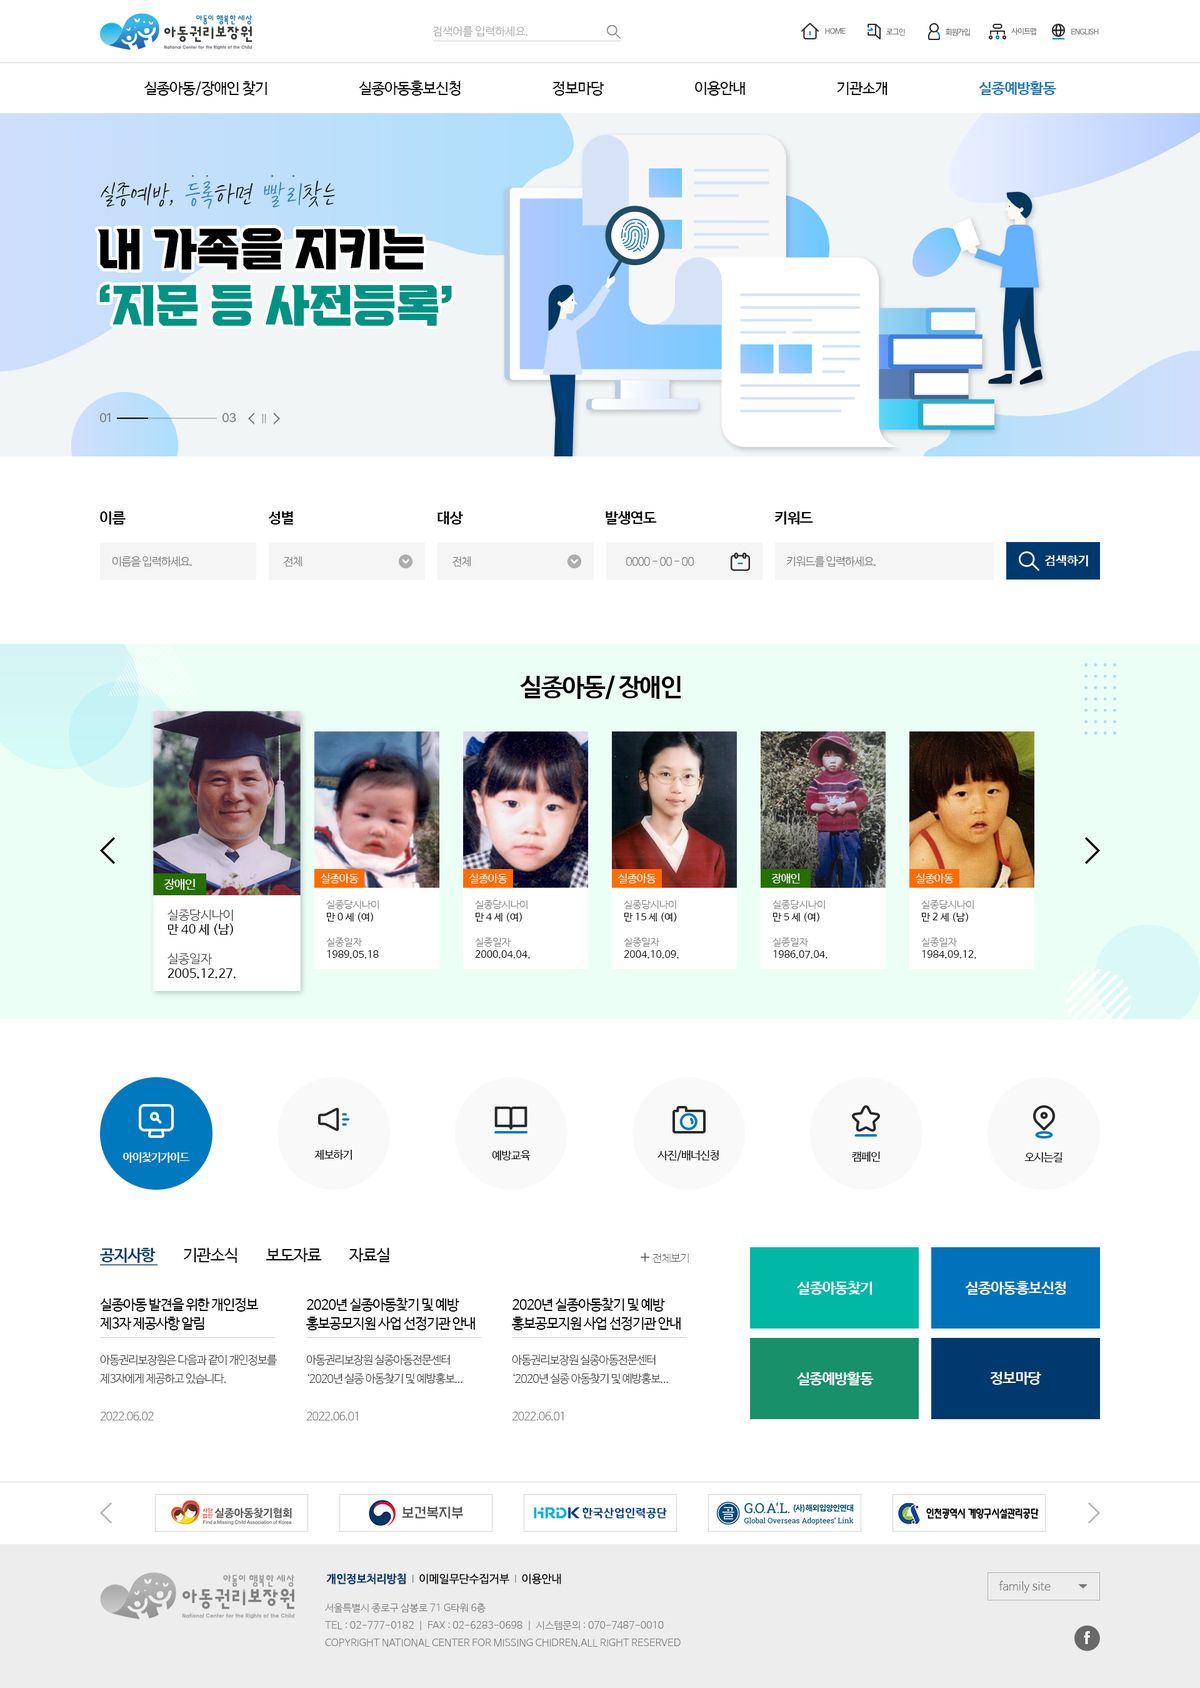 아동이 행복한 세상
아동권리보장원
National Center for the Rights of the Child
검색어를 입력하세요.
HOME
로그인
회원가입
사이트맵
ENGLISH
실종아동/장애인 찾기
실종아동홍보신청
정보마당
이용안내
기관소개
실종예방활동
실종예방, 등록하면 빨리찾는
내 가족을 지키는
‘지문 등 사전등록’
01
03
이름
성별
대상
발생연도
키워드
이름을 입력하세요.
전체
전체
0000 - 00 - 00
키워드를 입력하세요.
검색하기
실종아동/ 장애인
장애인
실종당시나이
만 40 세 (남)
실종일자
2005.12.27.
실종아동
실종당시나이
만 0 세 (여)
실종일자
1989.05.18
실종아동
실종당시나이
만 4 세 (여)
실종일자
2000.04.04.
실종아동
실종당시나이
만 15 세 (여)
실종일자
2004.10.09.
장애인
실종당시나이
만 5 세 (여)
실종일자
1986.07.04.
실종아동
실종당시나이
만 2 세 (남)
실종일자
1984.09.12.
아이찾기가이드
제보하기
예방교육
사진/배너신청
캠페인
오시는길
공지사항
기관소식
보도자료
자료실
+ 전체보기
실종아동 발견을 위한 개인정보
제3자 제공사항 알림
아동권리보장원은 다음과 같이 개인정보를
제3자에게 제공하고 있습니다.
2022.06.02
2020년 실종아동찾기 및 예방
홍보공모지원 사업 선정기관 안내
아동권리보장원 실종아동전문센터
‘2020년 실종 아동찾기 및 예방홍보...
2022.06.01
2020년 실종아동찾기 및 예방
홍보공모지원 사업 선정기관 안내
아동권리보장원 실종아동전문센터
‘2020년 실종 아동찾기 및 예방홍보...
2022.06.01
실종아동찾기
실종아동홍보신청
실종예방활동
정보마당
사단법인 실종아동찾기협회
Find a Missing Child Association of Korea
보건복지부
HRDK 한국산업인력공단
골 G.O.A.'L (사)해외입양인연대
Global Overseas Adoptees' Link
인천광역시 계양구시설관리공단
아동이 행복한 세상
아동권리보장원
National Center for the Rights of the Child
개인정보처리방침 | 이메일무단수집거부 | 이용안내
서울특별시 종로구 삼봉로 71 G타워 6층
TEL : 02-777-0182 | FAX : 02-6283-0698 | 시스템문의 : 070-7487-0010
COPYRIGHT NATIONAL CENTER FOR MISSING CHIDREN.ALL RIGHT RESERVED
family site
f